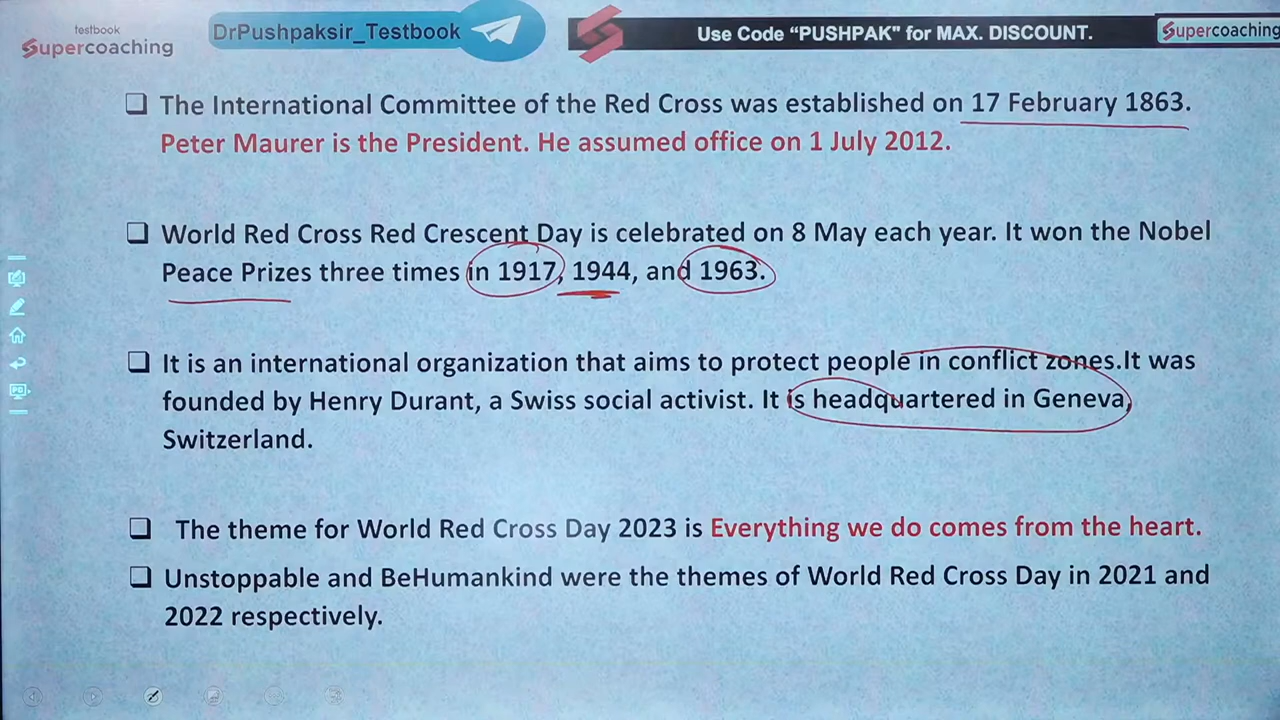 testbook
Supercoaching
DrPushpaksir_Testbook
Use Code “PUSHPAK" for MAX. DISCOUNT.
Supercoaching
❑ The International Committee of the Red Cross was established on 17 February 1863.
Peter Maurer is the President. He assumed office on 1 July 2012.
❑ World Red Cross Red Crescent Day is celebrated on 8 May each year. It won the Nobel
Peace Prizes three times in 1917, 1944, and 1963.
❑ It is an international organization that aims to protect people in conflict zones.It was
founded by Henry Durant, a Swiss social activist. It is headquartered in Geneva,
Switzerland.
❑ The theme for World Red Cross Day 2023 is Everything we do comes from the heart.
❑ Unstoppable and BeHumankind were the themes of World Red Cross Day in 2021 and
2022 respectively.